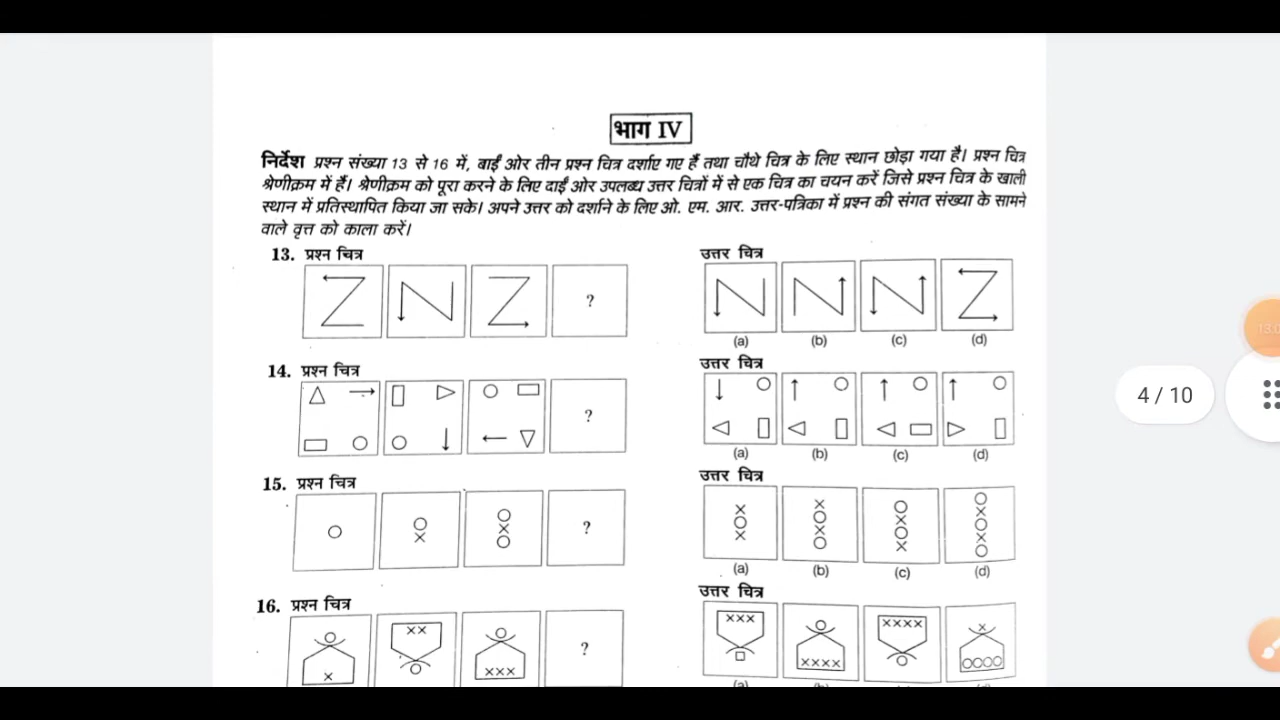 भाग IV
निर्देश प्रश्न संख्या 13 से 16 में, बाईं ओर तीन प्रश्न चित्र दर्शाए गए हैं तथा चौथे चित्र के लिए स्थान छोड़ा गया है। प्रश्न चित्र
श्रेणीक्रम में हैं। श्रेणीक्रम को पूरा करने के लिए दाईं ओर उपलब्ध उत्तर चित्रों में से एक चित्र का चयन करें जिसे प्रश्न चित्र के खाली
स्थान में प्रतिस्थापित किया जा सके। अपने उत्तर को दर्शाने के लिए ओ. एम. आर. उत्तर-पत्रिका में प्रश्न की संगत संख्या के सामने
वाले वृत्त को काला करें।
13. प्रश्न चित्र उत्तर चित्र
?
(a) (b) (c) (d)
14. प्रश्न चित्र उत्तर चित्र
?
(a) (b) (c) (d)
15. प्रश्न चित्र उत्तर चित्र
?
(a) (b) (c) (d)
16. प्रश्न चित्र उत्तर चित्र
?
4 / 10